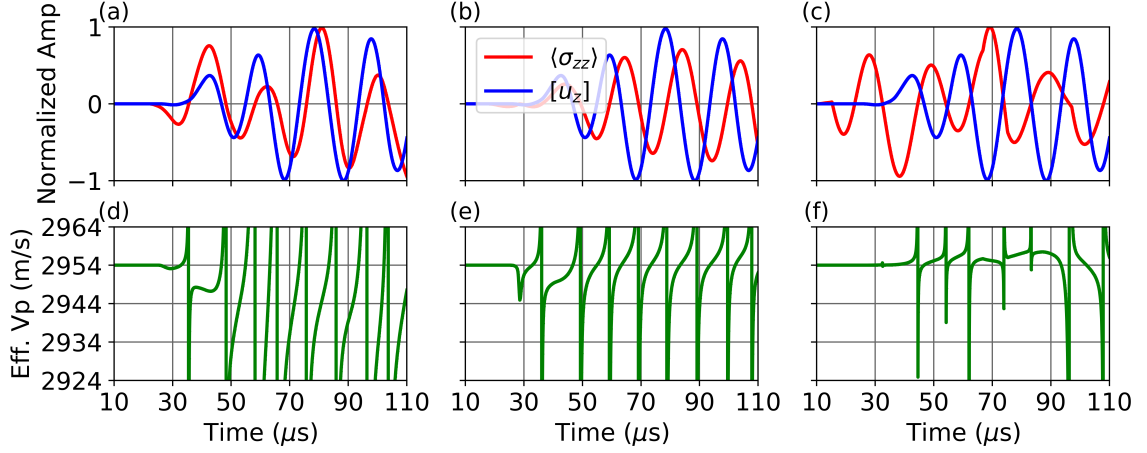 (a) (b) (c)
Normalized Amp
1
0
−1
⟨σzz⟩
[uz]
(d) (e) (f)
Eff. Vp (m/s)
2964
2954
2944
2934
2924
10 30 50 70 90 110 10 30 50 70 90 110 10 30 50 70 90 110
Time (μs) Time (μs) Time (μs)